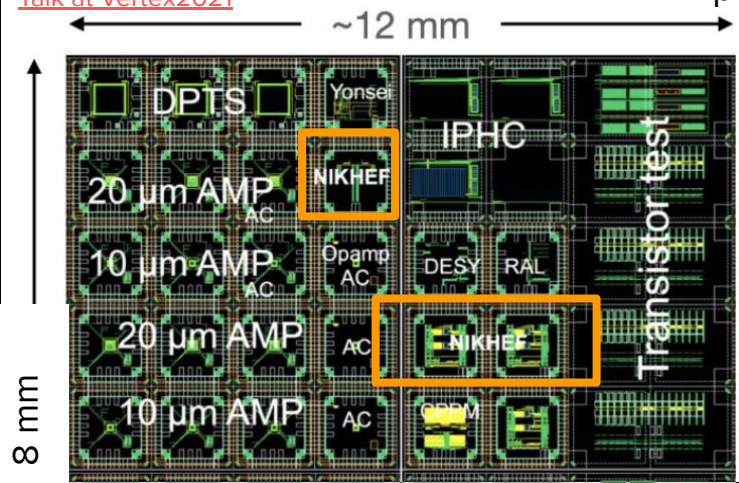 Talk at Vertex2021
~12 mm
DPTS
Yonsei
IPHC
NIKHEF
20 µm AMP
AC
10 µm AMP
AC
Opamp
AC
DESY
RAL
Transistor test
20 µm AMP
AC
NIKHEF
10 µm AMP
AC
CPPM
8 mm